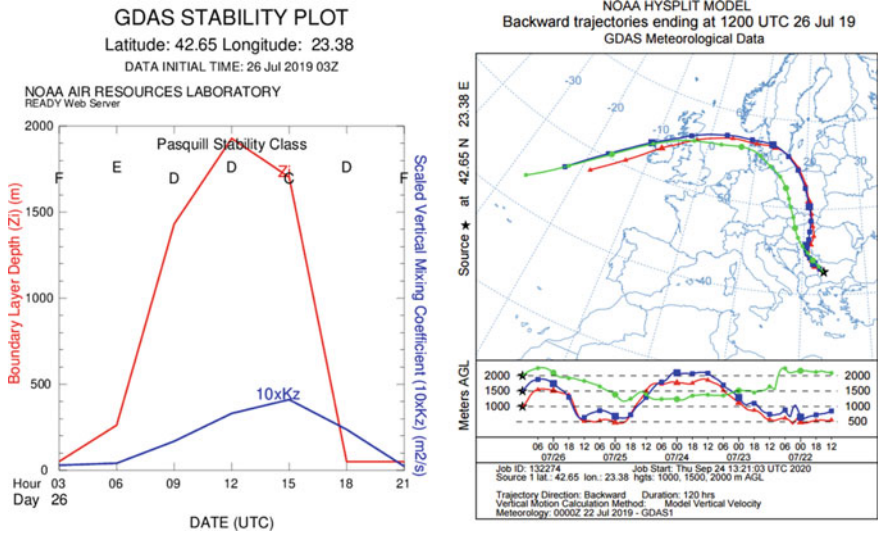 GDAS STABILITY PLOT
Latitude: 42.65 Longitude: 23.38
DATA INITIAL TIME: 26 Jul 2019 03Z
NOAA AIR RESOURCES LABORATORY
READY Web Server
Pasquill Stability Class
F E D D C D F
Zi
10xKz
2000
1500
1000
500
0
Boundary Layer Depth (Zi) (m)
Scaled Vertical Mixing Coefficient (10xKz) (m2/s)
Hour 03 06 09 12 15 18 21
Day 26
DATE (UTC)
NOAA HYSPLIT MODEL
Backward trajectories ending at 1200 UTC 26 Jul 19
GDAS Meteorological Data
Source ★ at 42.65 N 23.38 E
-30
-20
-10
0
10
20
30
50
-40
Meters AGL
2000 2000
1500 1500
1000 1000
500
06 00 18 12 06 00 18 12 06 00 18 12 06 00 18 12 06 00 18 12
07/26 07/25 07/24 07/23 07/22
Job ID: 132274 Job Start: Thu Sep 24 13:21:03 UTC 2020
Source 1 lat.: 42.65 lon.: 23.38 hgts: 1000, 1500, 2000 m AGL
Trajectory Direction: Backward Duration: 120 hrs
Vertical Motion Calculation Method: Model Vertical Velocity
Meteorology: 0000Z 22 Jul 2019 - GDAS1